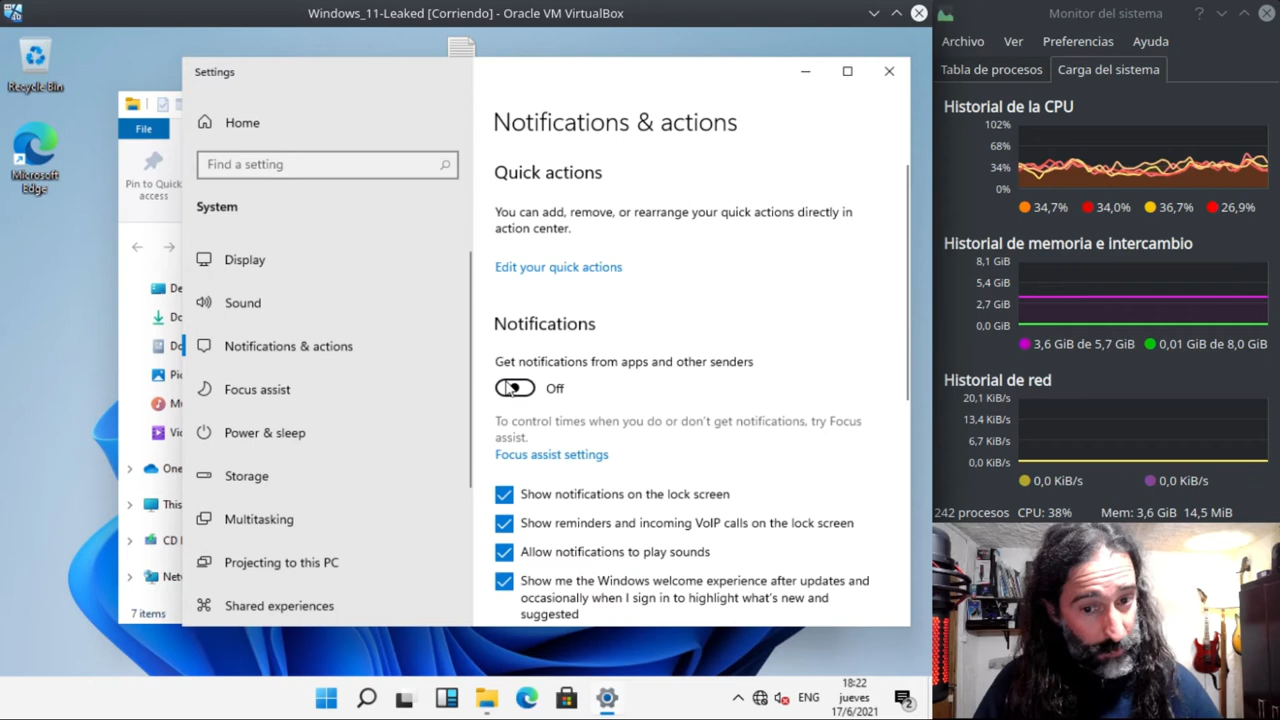 Windows_11-Leaked [Corriendo] - Oracle VM VirtualBox
Recycle Bin
Microsoft
Edge
File
Pin to Quick
access
De
Do
Do
Pic
Mu
Vid
One
This
CD
Netw
7 items
Settings
Home
Find a setting
System
Display
Sound
Notifications & actions
Focus assist
Power & sleep
Storage
Multitasking
Projecting to this PC
Shared experiences
Notifications & actions
Quick actions
You can add, remove, or rearrange your quick actions directly in
action center.
Edit your quick actions
Notifications
Get notifications from apps and other senders
Off
To control times when you do or don't get notifications, try Focus
assist.
Focus assist settings
Show notifications on the lock screen
Show reminders and incoming VoIP calls on the lock screen
Allow notifications to play sounds
Show me the Windows welcome experience after updates and
occasionally when I sign in to highlight what's new and
suggested
ENG
18:22
jueves
17/6/2021
2
Monitor del sistema
Archivo Ver Preferencias Ayuda
Tabla de procesos Carga del sistema
Historial de la CPU
102%
68%
34%
0%
34,7% 34,0% 36,7% 26,9%
Historial de memoria e intercambio
8,1 GiB
5,4 GiB
2,7 GiB
0,0 GiB
3,6 GiB de 5,7 GiB 0,01 GiB de 8,0 GiB
Historial de red
20,1 KiB/s
13,4 KiB/s
6,7 KiB/s
0,0 KiB/s
0,0 KiB/s 0,0 KiB/s
242 procesos CPU: 38% Mem: 3,6 GiB 14,5 MiB